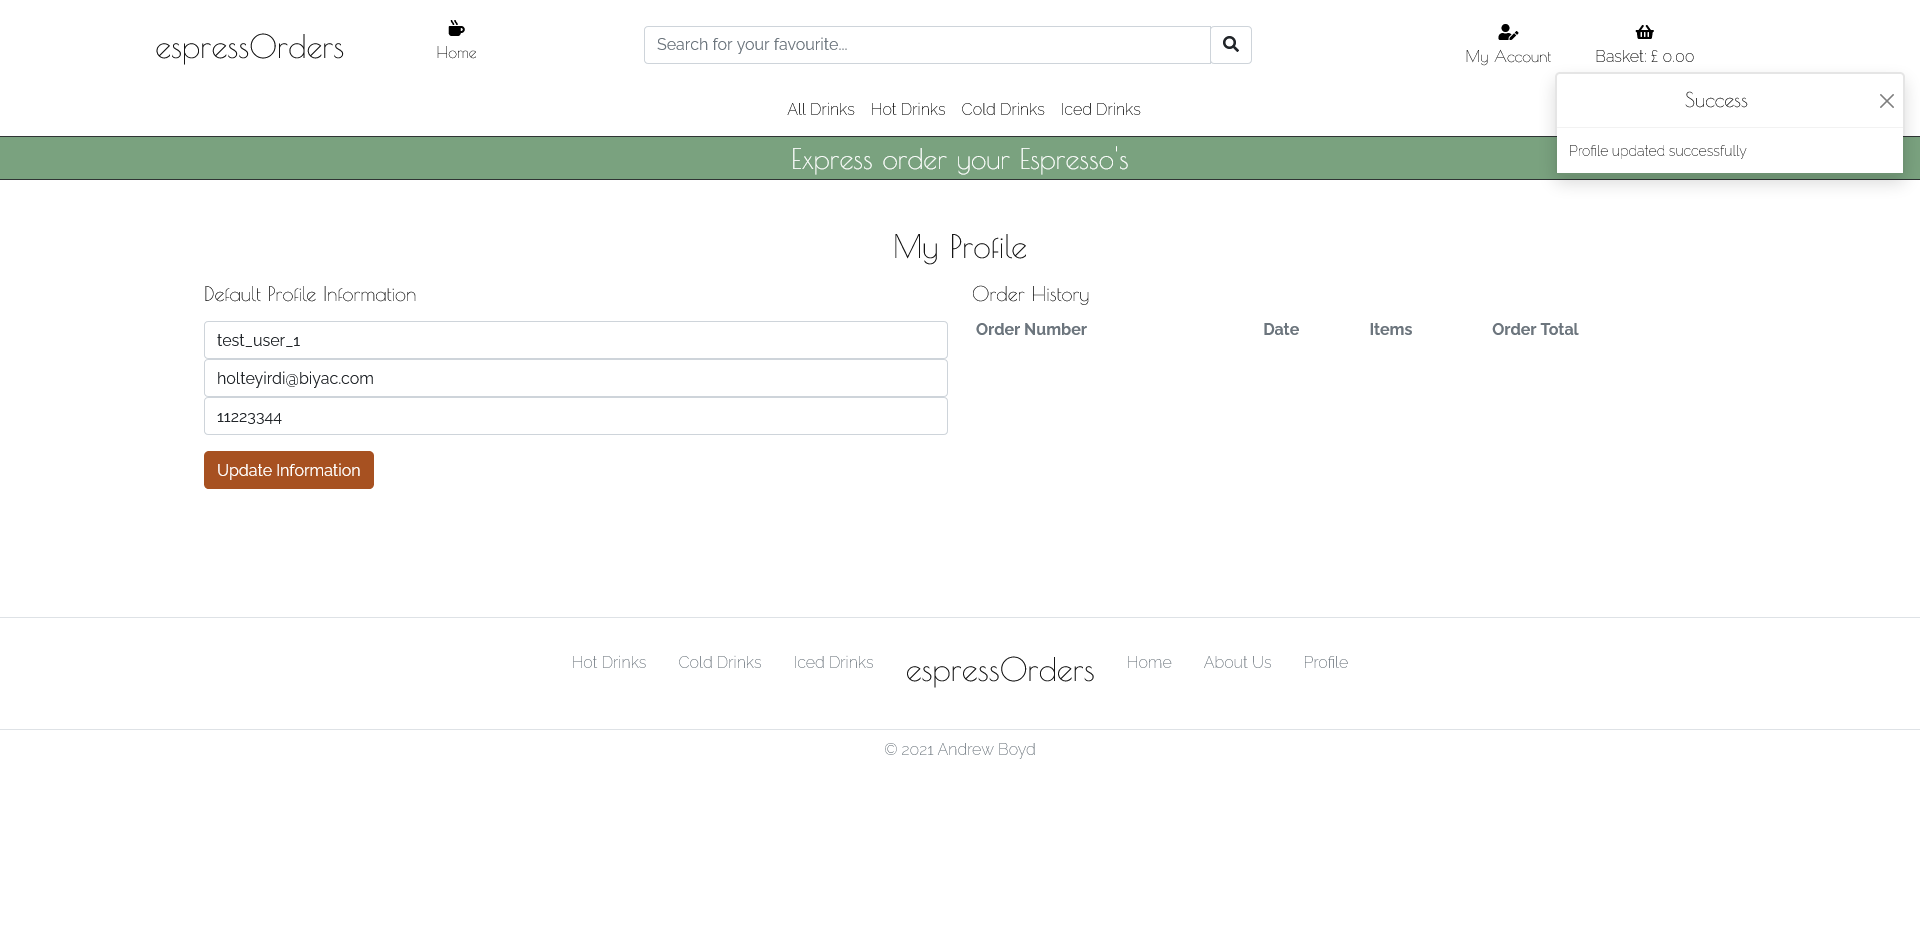 espressOrders
Home
Search for your favourite...
My Account
Basket: £ 0.00
All Drinks Hot Drinks Cold Drinks Iced Drinks
Success
Profile updated successfully
Express order your Espresso's
My Profile
Default Profile Information
test_user_1
holteyirdi@biyac.com
11223344
Update Information
Order History
Order Number Date Items Order Total
Hot Drinks Cold Drinks Iced Drinks espressOrders Home About Us Profile
© 2021 Andrew Boyd